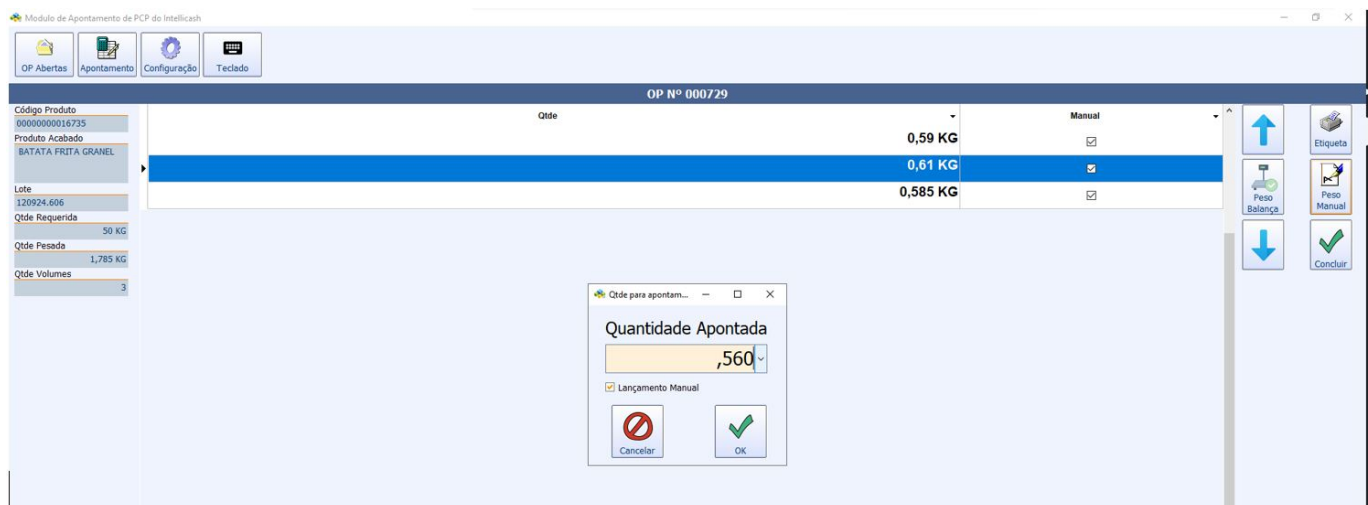 Modulo de Apontamento de PCP do Intellicash
OP Abertas
Apontamento
Configuração
Teclado
OP Nº 000729
Código Produto
00000000016735
Produto Acabado
BATATA FRITA GRANEL
Lote
120924.606
Qtde Requerida
50 KG
Qtde Pesada
1,785 KG
Qtde Volumes
3
Qtde
Manual
0,59 KG
0,61 KG
0,585 KG
Peso
Balança
Etiqueta
Peso
Manual
Concluir
Qtde para apontam...
Quantidade Apontada
,560
Lançamento Manual
Cancelar
OK